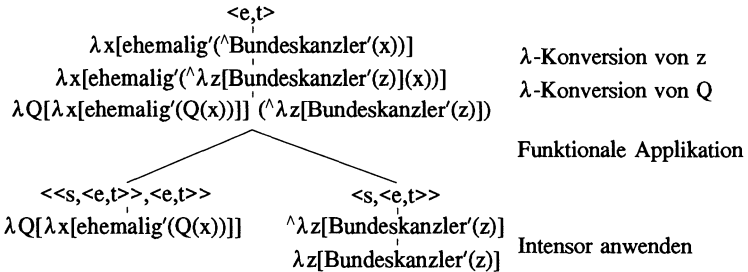 <e,t>
λx[ehemalig′(^Bundeskanzler′(x))]
λ-Konversion von z
λx[ehemalig′(^λz[Bundeskanzler′(z)](x))]
λ-Konversion von Q
λQ[λx[ehemalig′(Q(x))]] (^λz[Bundeskanzler′(z)])
Funktionale Applikation
<<s,<e,t>>,<e,t>> <s,<e,t>>
λQ[λx[ehemalig′(Q(x))]] ^λz[Bundeskanzler′(z)]
λz[Bundeskanzler′(z)] Intensor anwenden